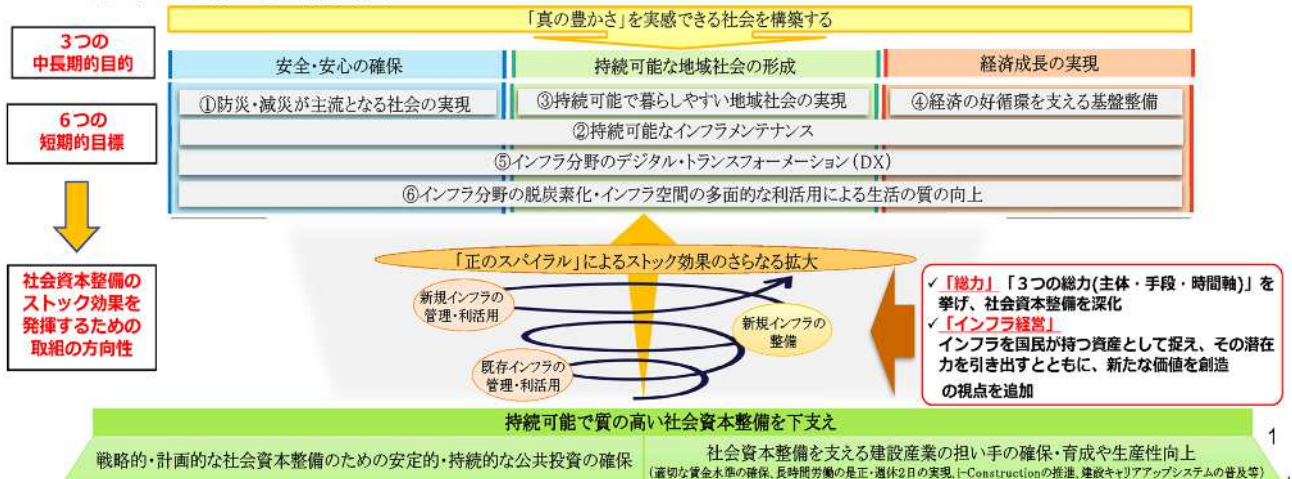 「真の豊かさ」を実感できる社会を構築する
3つの
中長期的目的
安全・安心の確保
持続可能な地域社会の形成
経済成長の実現
6つの
短期的目標
①防災・減災が主流となる社会の実現
③持続可能で暮らしやすい地域社会の実現
④経済の好循環を支える基盤整備
②持続可能なインフラメンテナンス
⑤インフラ分野のデジタル・トランスフォーメーション(DX)
⑥インフラ分野の脱炭素化・インフラ空間の多面的な利活用による生活の質の向上
社会資本整備の
ストック効果を
発揮するための
取組の方向性
「正のスパイラル」によるストック効果のさらなる拡大
新規インフラの
管理・利活用
新規インフラの
整備
既存インフラの
管理・利活用
✓ 「総力」「3つの総力(主体・手段・時間軸)」を
挙げ、社会資本整備を深化
✓ 「インフラ経営」
インフラを国民が持つ資産として捉え、その潜在
力を引き出すとともに、新たな価値を創造
の視点を追加
持続可能で質の高い社会資本整備を下支え
戦略的・計画的な社会資本整備のための安定的・持続的な公共投資の確保
社会資本整備を支える建設産業の担い手の確保・育成や生産性向上
(適切な賃金水準の確保、長時間労働の是正・週休2日の実現、i-Constructionの推進、建設キャリアアップシステムの普及等)
1